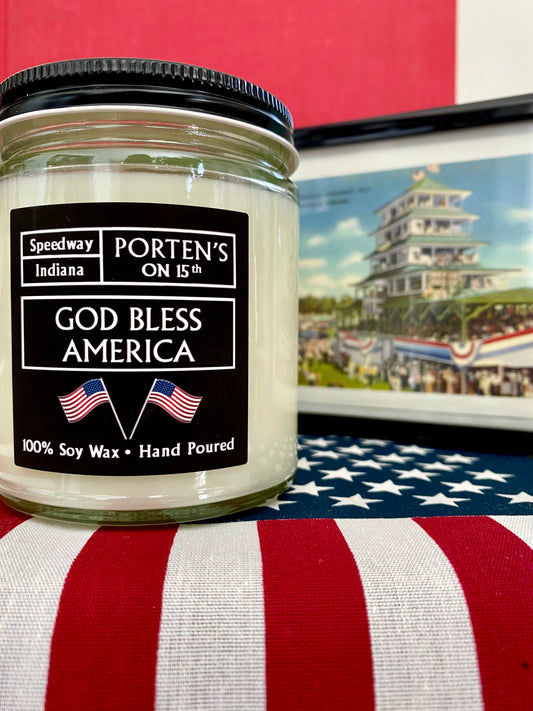 Speedway
Indiana
PORTEN'S
ON 15th
GOD BLESS
AMERICA
100% Soy Wax • Hand Poured